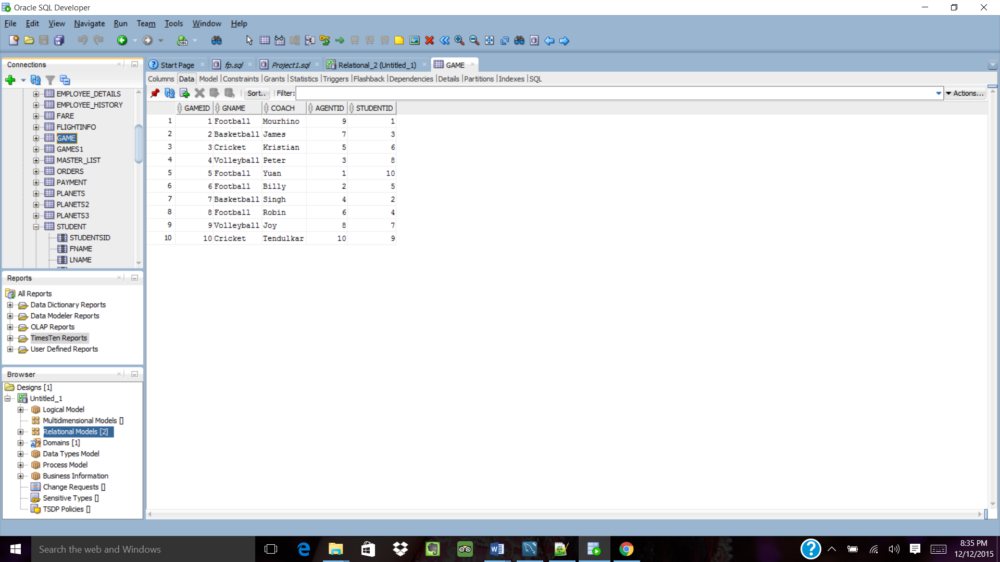 Oracle SQL Developer
File Edit View Navigate Run Team Tools Window Help
Connections
EMPLOYEE_DETAILS
EMPLOYEE_HISTORY
FARE
FLIGHTINFO
GAME
GAMES1
MASTER_LIST
ORDERS
PAYMENT
PLANETS
PLANETS2
PLANETS3
STUDENT
STUDENTSID
FNAME
LNAME
Reports
All Reports
Data Dictionary Reports
Data Modeler Reports
OLAP Reports
TimesTen Reports
User Defined Reports
Browser
Designs [1]
Untitled_1
Logical Model
Multidimensional Models []
Relational Models [2]
Domains [1]
Data Types Model
Process Model
Business Information
Change Requests []
Sensitive Types []
TSDP Policies []
Start Page fp.sql Project1.sql Relational_2 (Untitled_1) GAME
Columns Data Model Constraints Grants Statistics Triggers Flashback Dependencies Details Partitions Indexes SQL
Sort.. Filter: Actions...
GAMEID GNAME COACH AGENTID STUDENTID
1 1 Football Mourhino 9 1
2 2 Basketball James 7 3
3 3 Cricket Kristian 5 6
4 4 Volleyball Peter 3 8
5 5 Football Yuan 1 10
6 6 Football Billy 2 5
7 7 Basketball Singh 4 2
8 8 Football Robin 6 4
9 9 Volleyball Joy 8 7
10 10 Cricket Tendulkar 10 9
Search the web and Windows
8:35 PM
12/12/2015